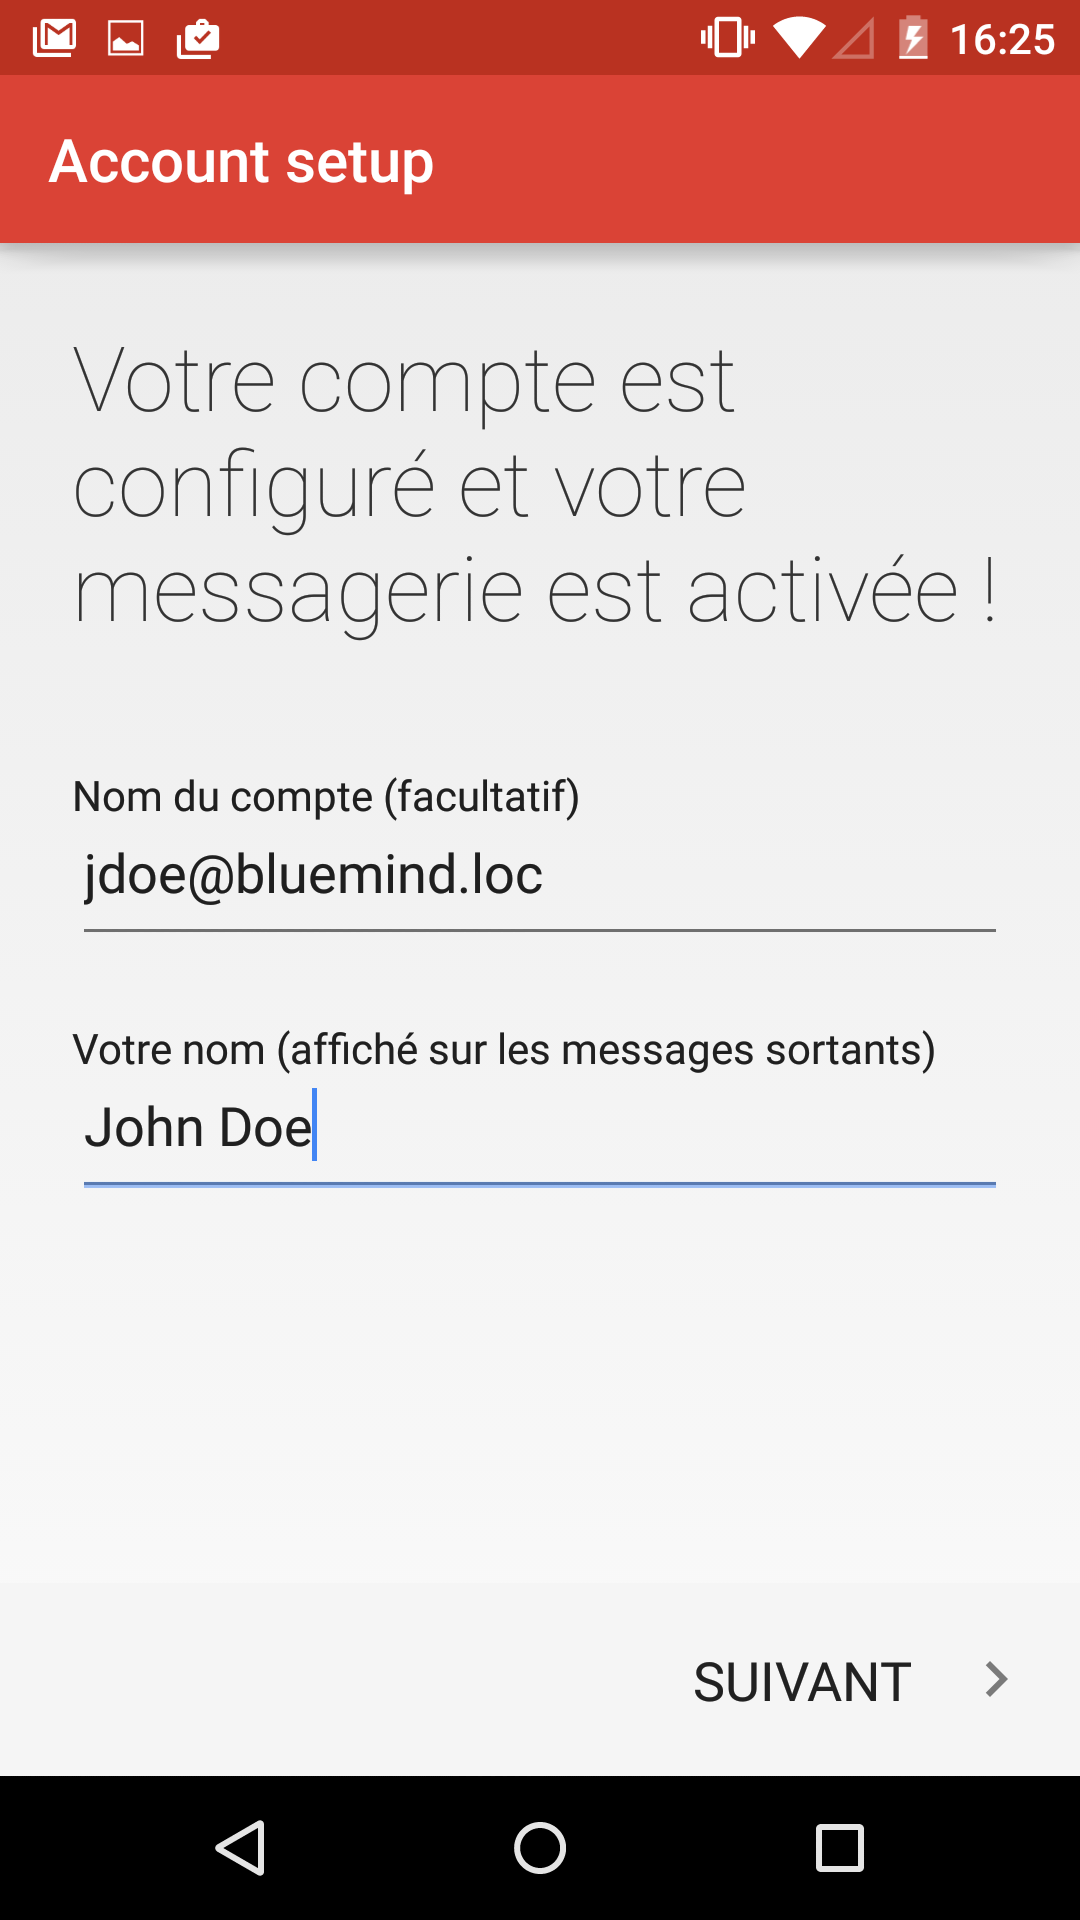 16:25
Account setup
Votre compte est
configuré et votre
messagerie est activée !
Nom du compte (facultatif)
jdoe@bluemind.loc
Votre nom (affiché sur les messages sortants)
John Doe
SUIVANT